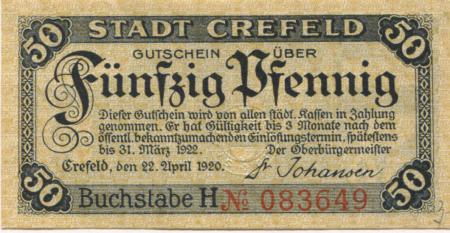 50 STADT CREFELD 50
GUTSCHEIN ÜBER
Fünfzig Pfennig
Dieser Gutschein wird von allen städt. Kassen in Zahlung
genommen. Er hat Gültigkeit bis 3 Monate nach dem
öffentl. bekanntzumachenden Einlösungstermin, spätestens
bis 31. März 1922. Der Oberbürgermeister
Crefeld, den 22. April 1920. Dr Johansen
50 Buchstabe H No 083649 50